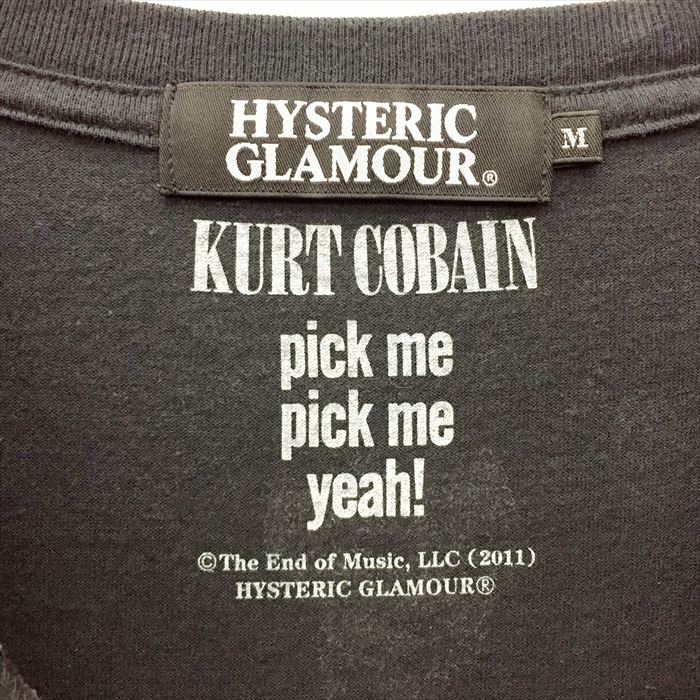 HYSTERIC
GLAMOUR®
M
KURT COBAIN
pick me
pick me
yeah!
©The End of Music, LLC (2011)
HYSTERIC GLAMOUR®